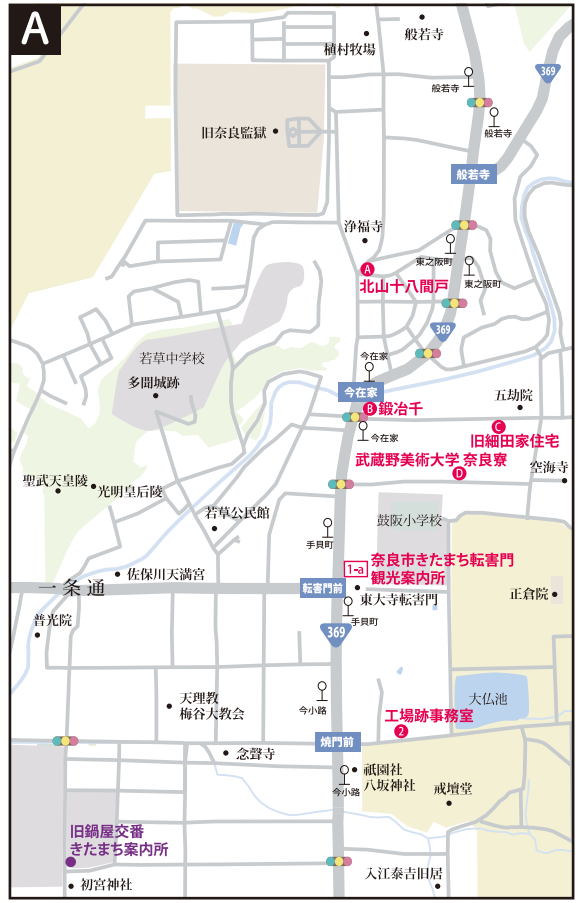 A
植村牧場
般若寺
369
般若寺
般若寺
旧奈良監獄
般若寺
浄福寺
東之阪町
A
東之阪町
北山十八間戸
369
若草中学校
今在家
多聞城跡
今在家
五劫院
B 鍛冶千
C
今在家
旧細田家住宅
武蔵野美術大学 奈良寮
D
空海寺
聖武天皇陵
光明皇后陵
若草公民館
鼓阪小学校
手貝町
1-a
奈良市きたまち転害門
観光案内所
佐保川天満宮
一条通
転害門前
正倉院
東大寺転害門
手貝町
普光院
369
天理教
梅谷大教会
今小路
大仏池
工場跡事務室
2
焼門前
念聲寺
祇園社
八坂神社
今小路
戒壇堂
旧鍋屋交番
きたまち案内所
初宮神社
入江泰吉旧居